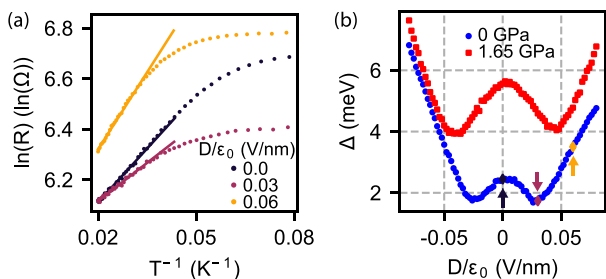 (a)
6.8
6.4
6.2
ln(R) (ln(Ω))
D/ε₀ (V/nm)
0.0
0.03
0.06
0.02
0.05
0.08
T⁻¹ (K⁻¹)
(b)
0 GPa
1.65 GPa
6
4
2
Δ (meV)
-0.05
0
0.05
D/ε₀ (V/nm)